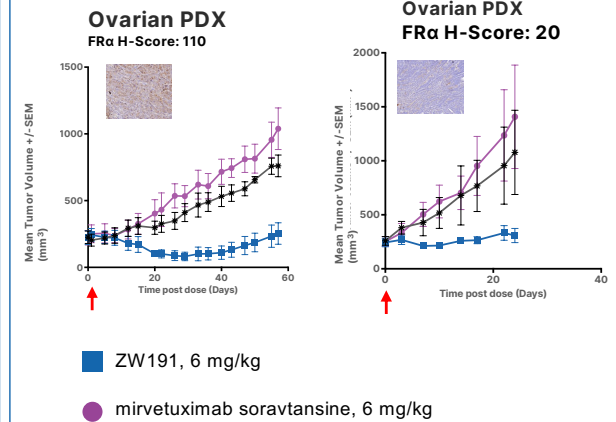 Ovarian PDX
FRα H-Score: 110
Mean Tumor Volume +/-SEM
(mm³)
1500
1000
500
0
0
20
40
60
Time post dose (Days)
Ovarian PDX
FRα H-Score: 20
Mean Tumor Volume +/-SEM
(mm³)
2000
1500
1000
500
0
0
20
40
Time post dose (Days)
ZW191, 6 mg/kg
mirvetuximab soravtansine, 6 mg/kg